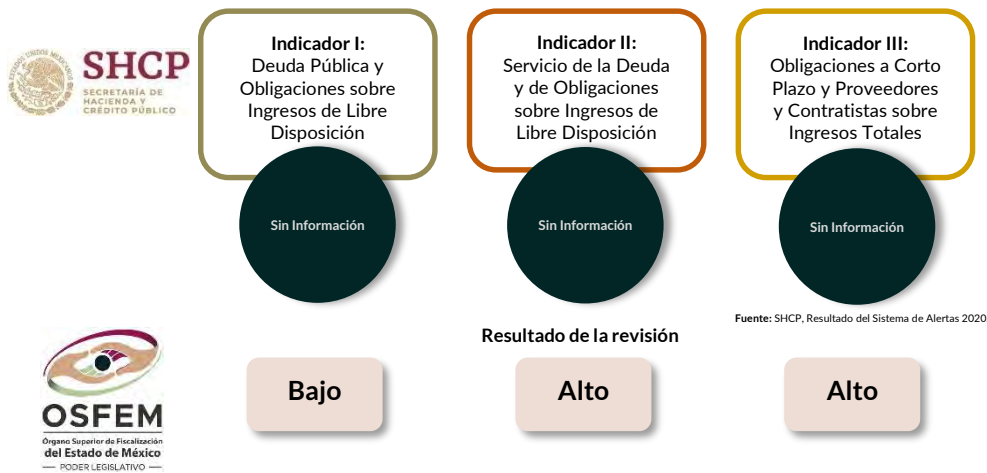 SHCP
SECRETARÍA DE
HACIENDA Y
CRÉDITO PÚBLICO
Indicador I:
Deuda Pública y
Obligaciones sobre
Ingresos de Libre
Disposición
Indicador II:
Servicio de la Deuda
y de Obligaciones
sobre Ingresos de
Libre Disposición
Indicador III:
Obligaciones a Corto
Plazo y Proveedores
y Contratistas sobre
Ingresos Totales
Sin Información
Sin Información
Sin Información
Fuente: SHCP, Resultado del Sistema de Alertas 2020
Resultado de la revisión
OSFEM
Órgano Superior de Fiscalización
del Estado de México
PODER LEGISLATIVO
Bajo
Alto
Alto